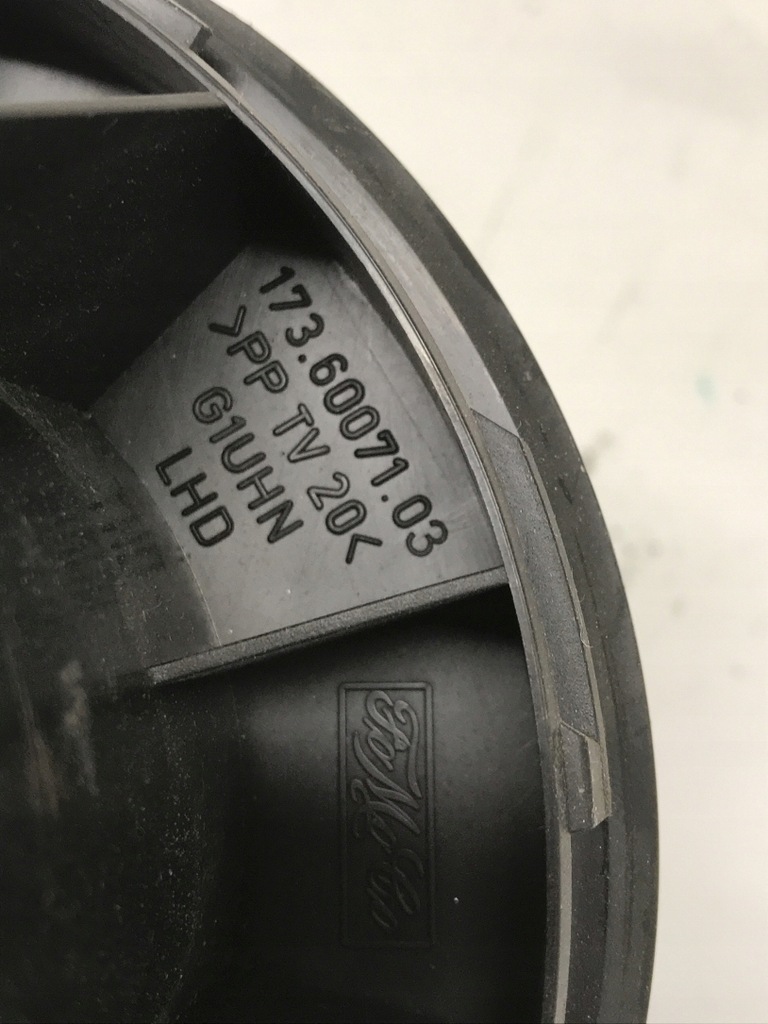 173.60071.03
>PP TV 20<
G1UHN
LHD
FoMoCo